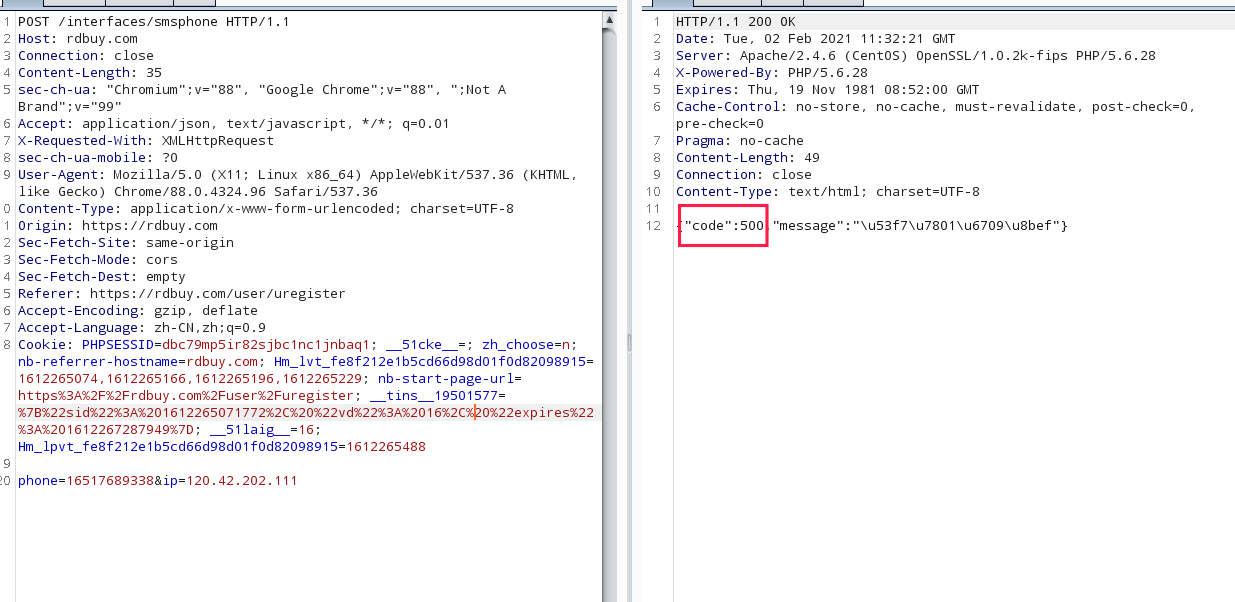 1 POST /interfaces/smsphone HTTP/1.1
2 Host: rdbuy.com
3 Connection: close
4 Content-Length: 35
5 sec-ch-ua: "Chromium";v="88", "Google Chrome";v="88", ";Not A
Brand";v="99"
6 Accept: application/json, text/javascript, */*; q=0.01
7 X-Requested-With: XMLHttpRequest
8 sec-ch-ua-mobile: ?0
9 User-Agent: Mozilla/5.0 (X11; Linux x86_64) AppleWebKit/537.36 (KHTML,
like Gecko) Chrome/88.0.4324.96 Safari/537.36
0 Content-Type: application/x-www-form-urlencoded; charset=UTF-8
1 Origin: https://rdbuy.com
2 Sec-Fetch-Site: same-origin
3 Sec-Fetch-Mode: cors
4 Sec-Fetch-Dest: empty
5 Referer: https://rdbuy.com/user/uregister
6 Accept-Encoding: gzip, deflate
7 Accept-Language: zh-CN,zh;q=0.9
8 Cookie: PHPSESSID=dbc79mp5ir82sjbc1nc1jnbaq1; __51cke__=; zh_choose=n;
nb-referrer-hostname=rdbuy.com; Hm_lvt_fe8f212e1b5cd66d98d01f0d82098915=
1612265074,1612265166,1612265196,1612265229; nb-start-page-url=
https%3A%2F%2Frdbuy.com%2Fuser%2Furegister; __tins__19501577=
%7B%22sid%22%3A%201612265071772%2C%20%22vd%22%3A%2016%2C%20%22expires%22
%3A%201612267287949%7D; __51laig__=16;
Hm_lpvt_fe8f212e1b5cd66d98d01f0d82098915=1612265488
9
20 phone=16517689338&ip=120.42.202.111
1 HTTP/1.1 200 OK
2 Date: Tue, 02 Feb 2021 11:32:21 GMT
3 Server: Apache/2.4.6 (CentOS) OpenSSL/1.0.2k-fips PHP/5.6.28
4 X-Powered-By: PHP/5.6.28
5 Expires: Thu, 19 Nov 1981 08:52:00 GMT
6 Cache-Control: no-store, no-cache, must-revalidate, post-check=0,
pre-check=0
7 Pragma: no-cache
8 Content-Length: 49
9 Connection: close
10 Content-Type: text/html; charset=UTF-8
11
12 {"code":500,"message":"\u53f7\u7801\u6709\u8bef"}